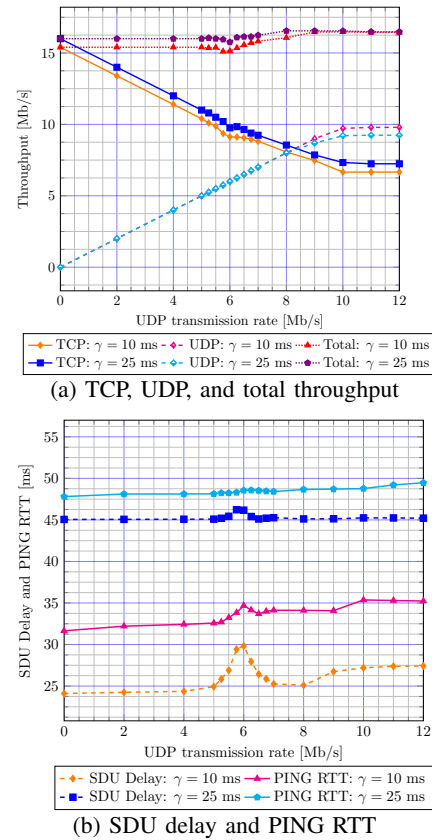 15
10
5
0
Throughput [Mb/s]
0 2 4 6 8 10 12
UDP transmission rate [Mb/s]
TCP: γ = 10 ms UDP: γ = 10 ms Total: γ = 10 ms
TCP: γ = 25 ms UDP: γ = 25 ms Total: γ = 25 ms
(a) TCP, UDP, and total throughput
55
50
45
40
35
30
25
SDU Delay and PING RTT [ms]
0 2 4 6 8 10 12
UDP transmission rate [Mb/s]
SDU Delay: γ = 10 ms PING RTT: γ = 10 ms
SDU Delay: γ = 25 ms PING RTT: γ = 25 ms
(b) SDU delay and PING RTT